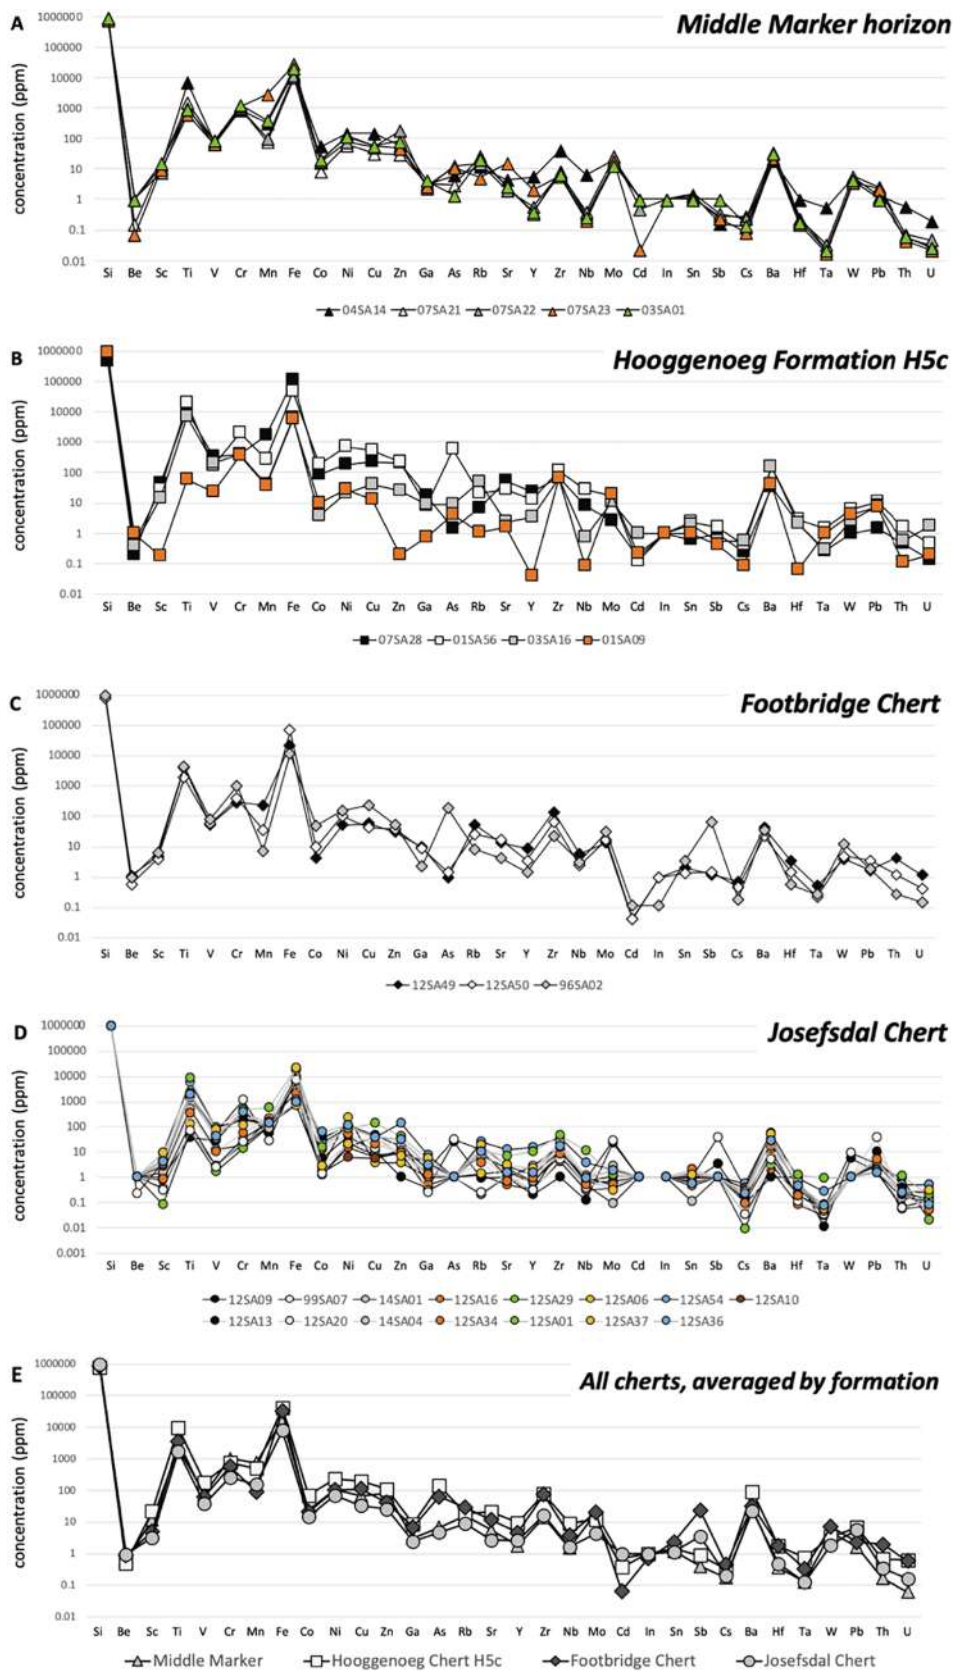 A
Middle Marker horizon
concentration (ppm)
1000000
100000
10000
1000
100
10
1
0.1
0.01
Si Be Sc Ti V Cr Mn Fe Co Ni Cu Zn Ga As Rb Sr Y Zr Nb Mo Cd In Sn Sb Cs Ba Hf Ta W Pb Th U
04SA14 07SA21 07SA22 07SA23 03SA01
B
Hooggenoeg Formation H5c
concentration (ppm)
1000000
100000
10000
1000
100
10
1
0.1
0.01
Si Be Sc Ti V Cr Mn Fe Co Ni Cu Zn Ga As Rb Sr Y Zr Nb Mo Cd In Sn Sb Cs Ba Hf Ta W Pb Th U
07SA28 01SA56 03SA16 01SA09
C
Footbridge Chert
concentration (ppm)
1000000
100000
10000
1000
100
10
1
0.1
0.01
Si Be Sc Ti V Cr Mn Fe Co Ni Cu Zn Ga As Rb Sr Y Zr Nb Mo Cd In Sn Sb Cs Ba Hf Ta W Pb Th U
12SA49 12SA50 96SA02
D
Josefsdal Chert
concentration (ppm)
1000000
100000
10000
1000
100
10
1
0.1
0.01
0.001
Si Be Sc Ti V Cr Mn Fe Co Ni Cu Zn Ga As Rb Sr Y Zr Nb Mo Cd In Sn Sb Cs Ba Hf Ta W Pb Th U
12SA09 99SA07 14SA01 12SA16 12SA29 12SA06 12SA54 12SA10
12SA13 12SA20 14SA04 12SA34 12SA01 12SA37 12SA36
E
All cherts, averaged by formation
concentration (ppm)
1000000
100000
10000
1000
100
10
1
0.1
0.01
Si Be Sc Ti V Cr Mn Fe Co Ni Cu Zn Ga As Rb Sr Y Zr Nb Mo Cd In Sn Sb Cs Ba Hf Ta W Pb Th U
Middle Marker Hooggenoeg Chert H5c Footbridge Chert Josefsdal Chert